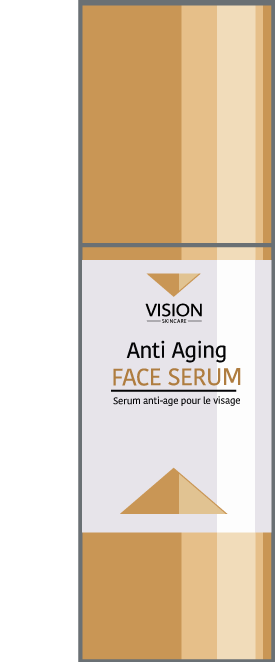 VISION
SKINCARE
Anti Aging
FACE SERUM
Serum anti-age pour le visage